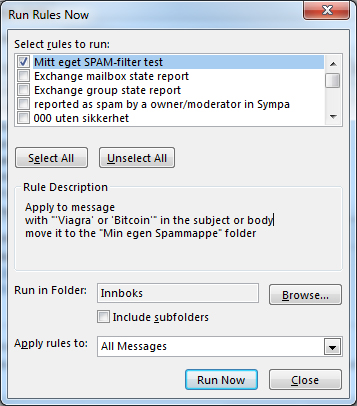 Run Rules Now
Select rules to run:
Mitt eget SPAM-filter test
Exchange mailbox state report
Exchange group state report
reported as spam by a owner/moderator in Sympa
000 uten sikkerhet
Select All Unselect All
Rule Description
Apply to message
with "'Viagra' or 'Bitcoin'" in the subject or body
move it to the "Min egen Spammappe" folder
Run in Folder: Innboks Browse...
Include subfolders
Apply rules to: All Messages
Run Now Close